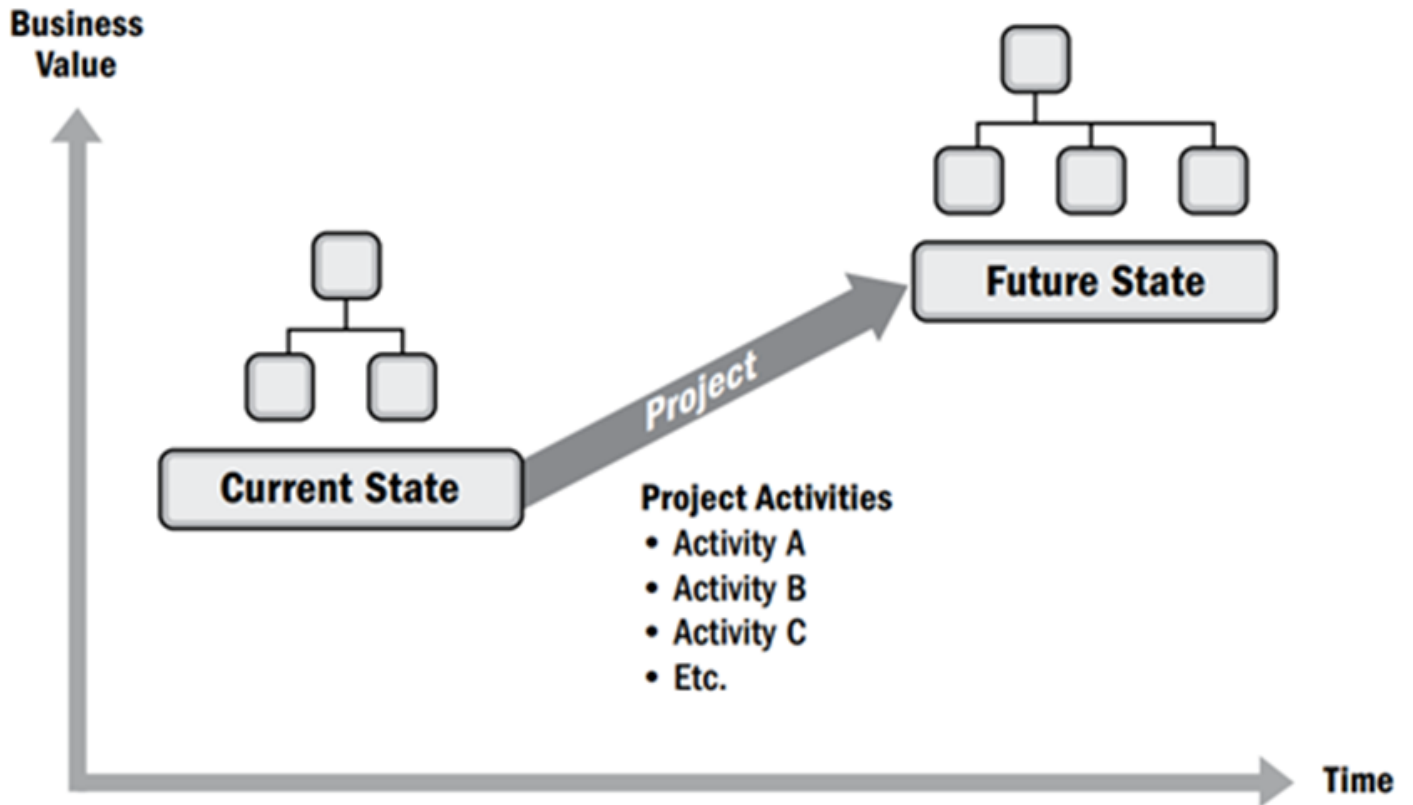 Business
Value
Future State
Project
Current State
Project Activities
• Activity A
• Activity B
• Activity C
• Etc.
Time